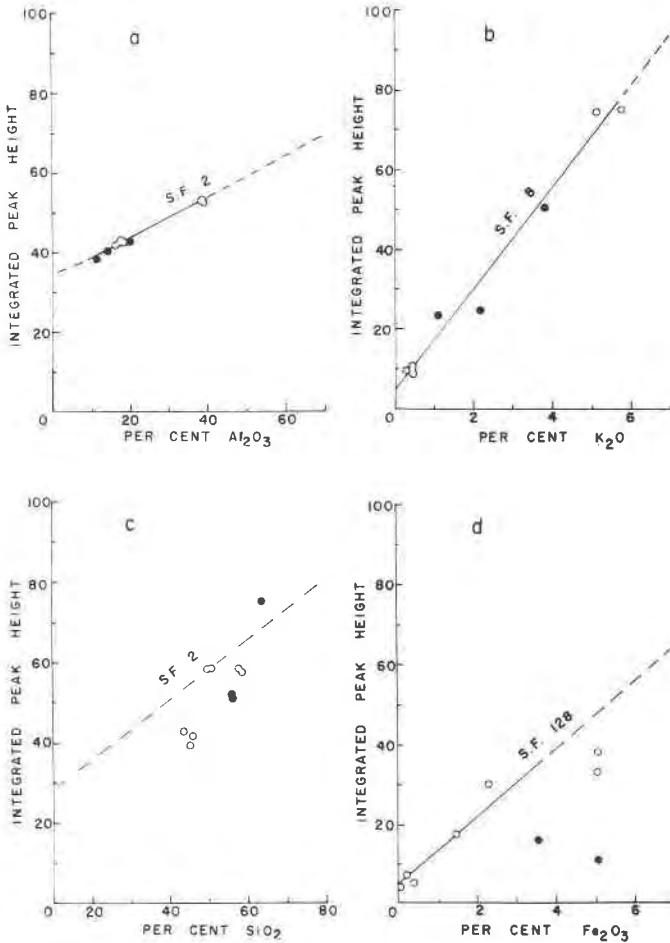 a
INTEGRATED PEAK HEIGHT
100
80
60
40
20
0
S.F. 2
20 40 60
PER CENT Al₂O₃
b
INTEGRATED PEAK HEIGHT
100
80
60
40
20
0
S.F. 8
2 4 6
PER CENT K₂O
c
INTEGRATED PEAK HEIGHT
100
80
60
40
20
0
SF 2
20 40 60 80
PER CENT SiO₂
d
INTEGRATED PEAK HEIGHT
100
80
60
40
20
0
S.F. 128
2 4 6
PER CENT Fe₂O₃